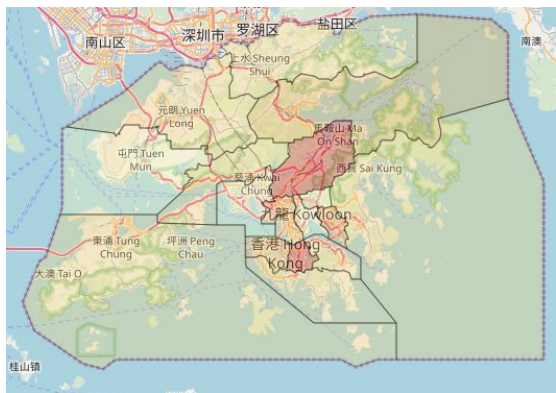 南山区
深圳市
罗湖区
盐田区
南澳
上水 Sheung
Shui
元朗 Yuen
Long
馬鞍山 Ma
On Shan
屯門 Tuen
Mun
葵涌 Kwai
Chung
西貢 Sai Kung
九龍 Kowloon
東涌 Tung
Chung
坪洲 Peng
Chau
香港 Hong
Kong
大澳 Tai O
桂山镇